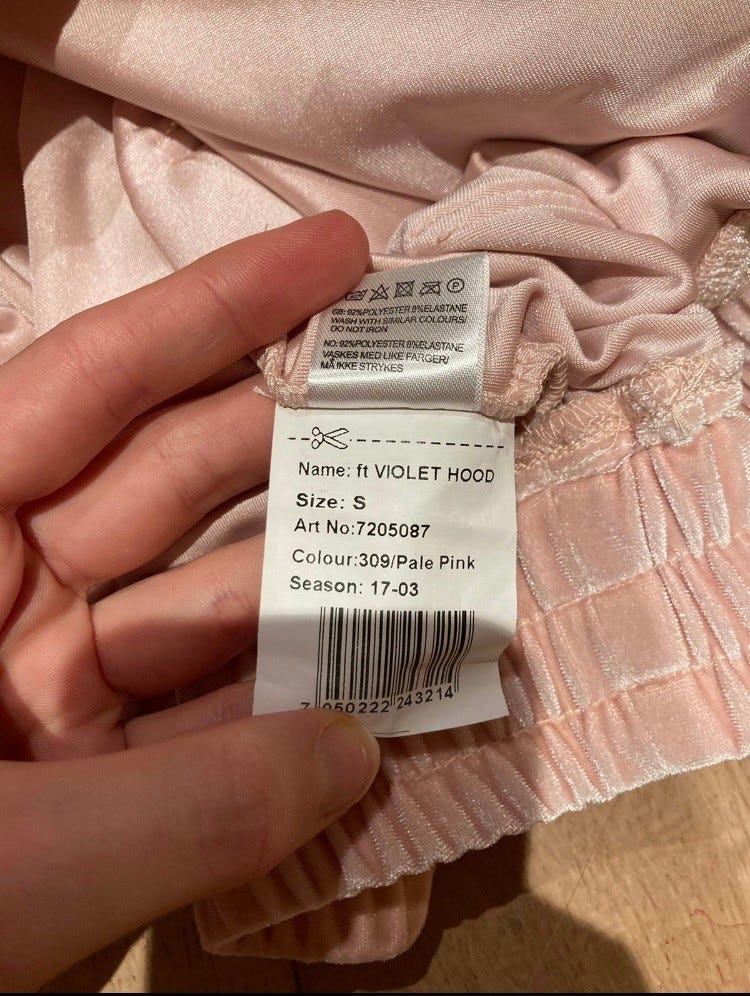 GB: 92%POLYESTER 8%ELASTANE
WASH WITH SIMILAR COLOURS/
DO NOT IRON
NO: 92%POLYESTER 8%ELASTANE
VASKES MED LIKE FARGER/
MÅ IKKE STRYKES
Name: ft VIOLET HOOD
Size: S
Art No:7205087
Colour:309/Pale Pink
Season: 17-03
7 050222 243214